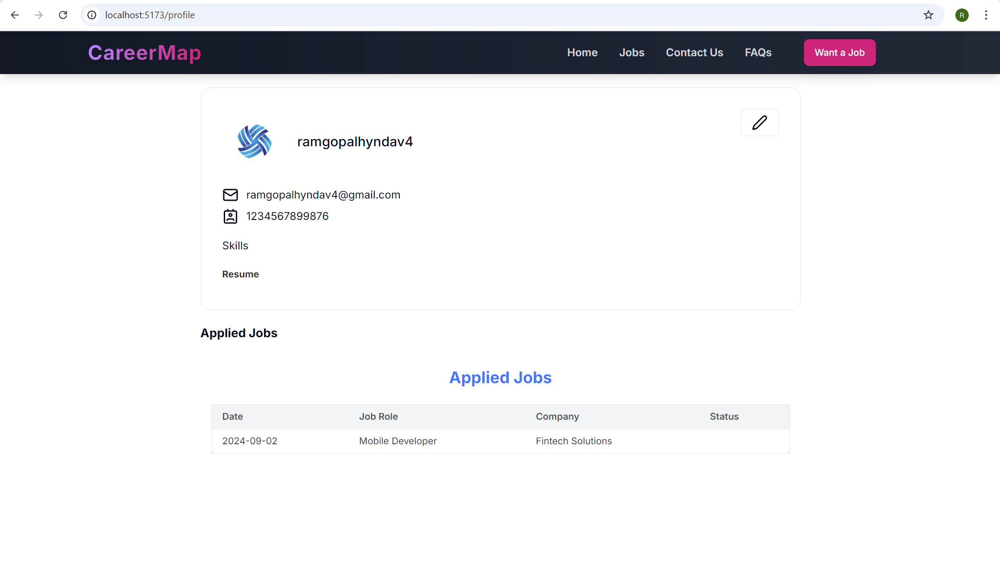 localhost:5173/profile
R
CareerMap
Home Jobs Contact Us FAQs Want a Job
ramgopalhyndav4
ramgopalhyndav4@gmail.com
1234567899876
Skills
Resume
Applied Jobs
Applied Jobs
Date Job Role Company Status
2024-09-02 Mobile Developer Fintech Solutions